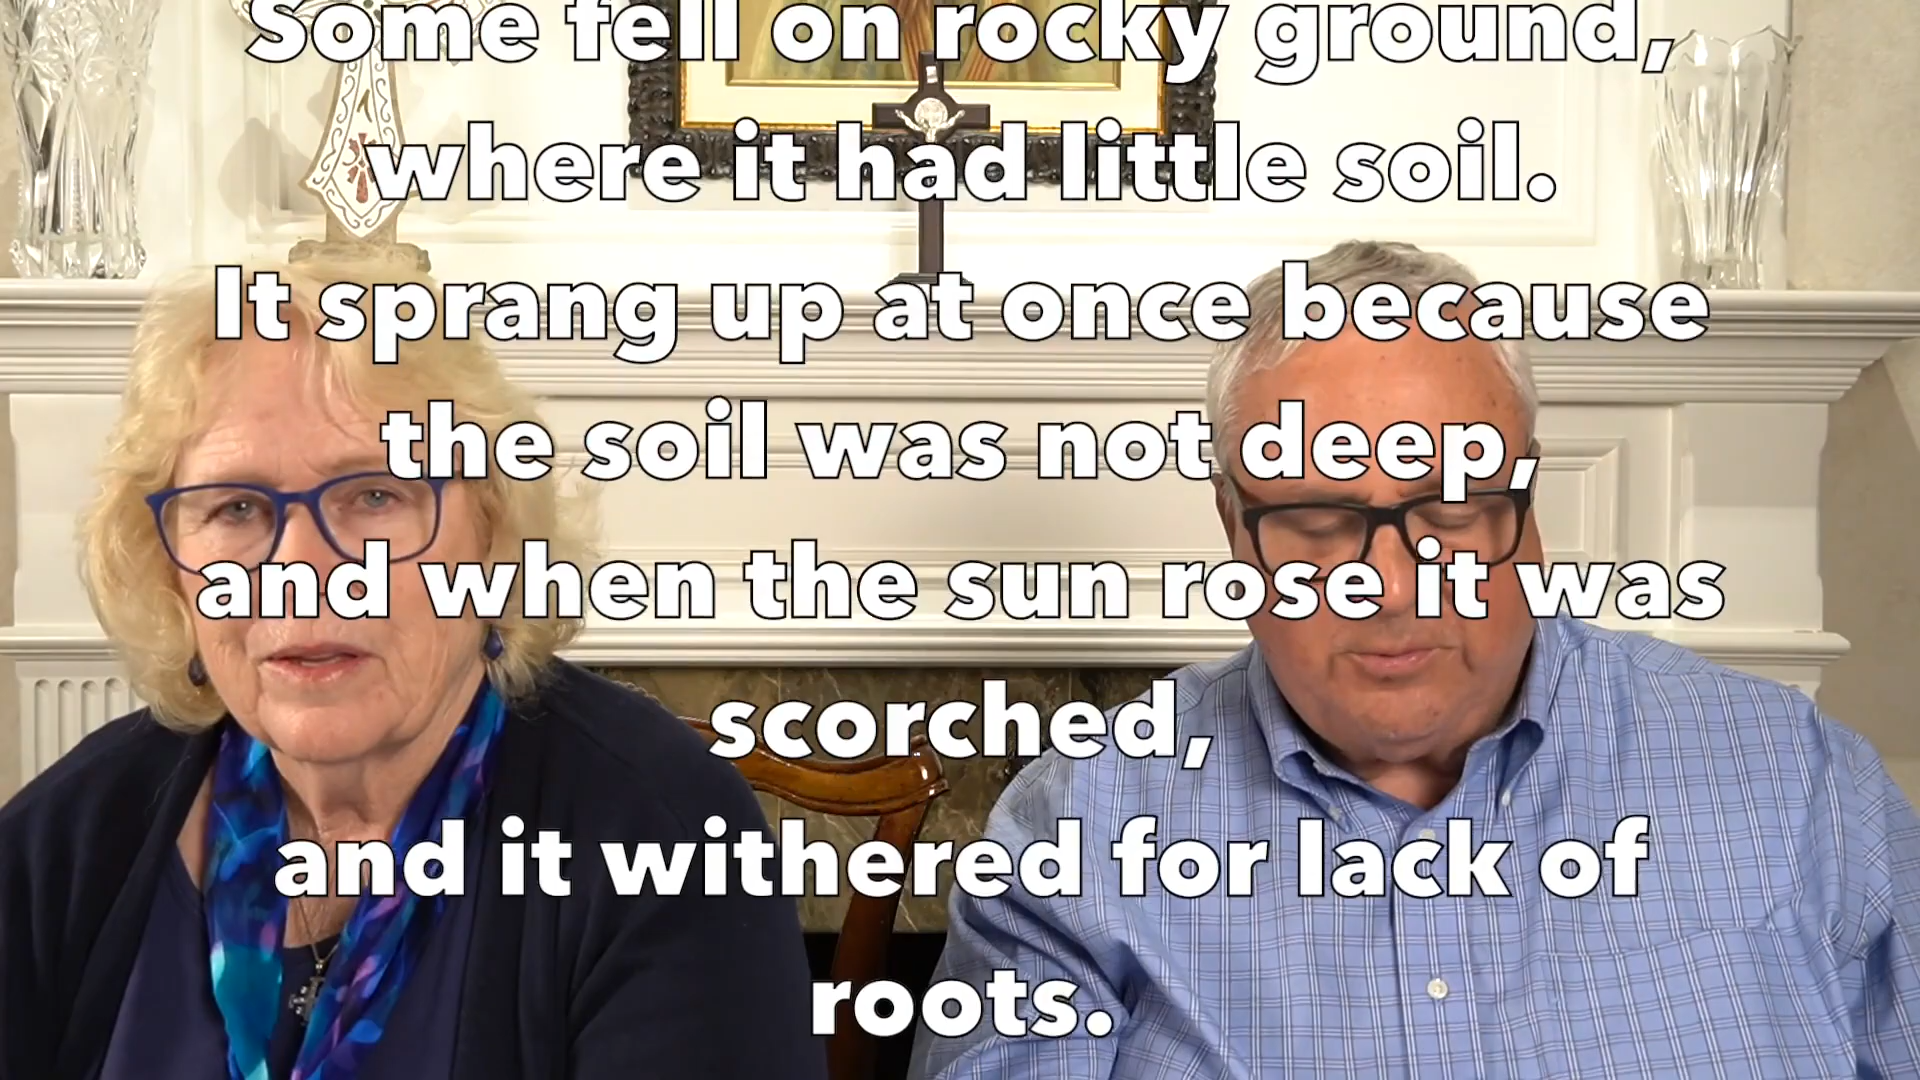 Some fell on rocky ground,
where it had little soil.
It sprang up at once because
the soil was not deep,
and when the sun rose it was
scorched,
and it withered for lack of
roots.